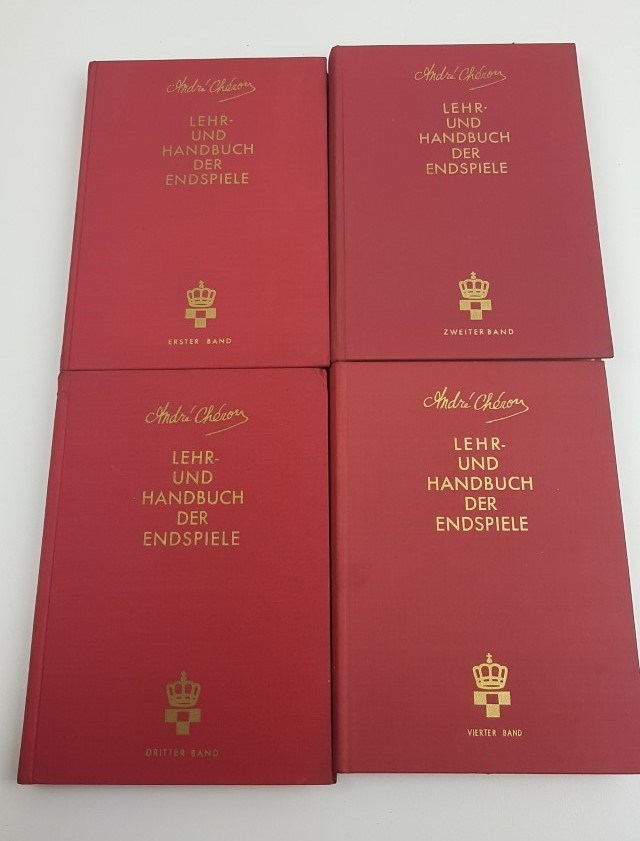 André Chéron
LEHR-
UND
HANDBUCH
DER
ENDSPIELE
ERSTER BAND
André Chéron
LEHR-
UND
HANDBUCH
DER
ENDSPIELE
ZWEITER BAND
André Chéron
LEHR-
UND
HANDBUCH
DER
ENDSPIELE
DRITTER BAND
André Chéron
LEHR-
UND
HANDBUCH
DER
ENDSPIELE
VIERTER BAND